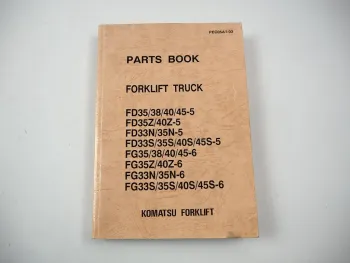 PARTS BOOK
FORKLIFT TRUCK
FD35/38/40/45-5
FD35Z/40Z-5
FD33N/35N-5
FD33S/35S/40S/45S-5
FG35/38/40/45-6
FG35Z/40Z-6
FG33N/35N-6
FG33S/35S/40S/45S-6
KOMATSU FORKLIFT